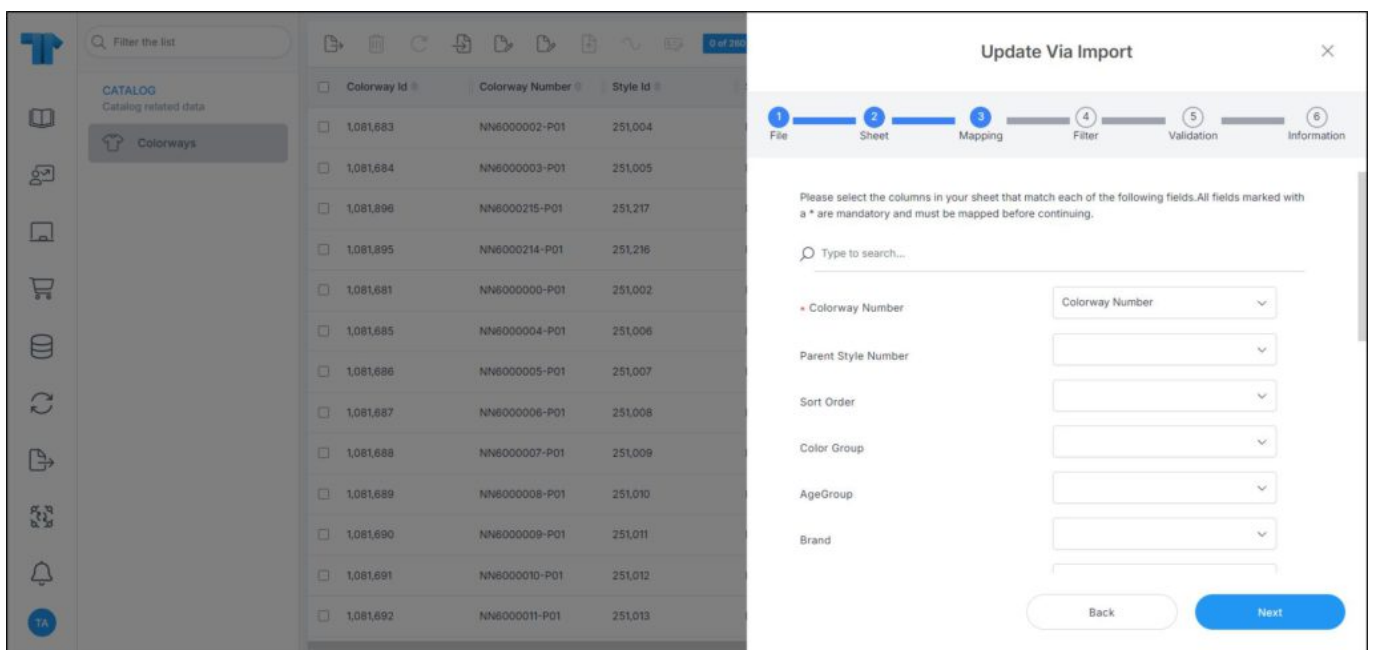 Filter the list
CATALOG
Catalog related data
Colorways
0 of 260
Colorway Id
Colorway Number
Style Id
1,081,683 NN6000002-P01 251,004
1,081,684 NN6000003-P01 251,005
1,081,896 NN6000215-P01 251,217
1,081,895 NN6000214-P01 251,216
1,081,681 NN6000000-P01 251,002
1,081,685 NN6000004-P01 251,006
1,081,686 NN6000005-P01 251,007
1,081,687 NN6000006-P01 251,008
1,081,688 NN6000007-P01 251,009
1,081,689 NN6000008-P01 251,010
1,081,690 NN6000009-P01 251,011
1,081,691 NN6000010-P01 251,012
1,081,692 NN6000011-P01 251,013
TA
Update Via Import
1 2 3 4 5 6
File Sheet Mapping Filter Validation Information
Please select the columns in your sheet that match each of the following fields.All fields marked with
a * are mandatory and must be mapped before continuing.
Type to search...
* Colorway Number Colorway Number
Parent Style Number
Sort Order
Color Group
AgeGroup
Brand
Back Next